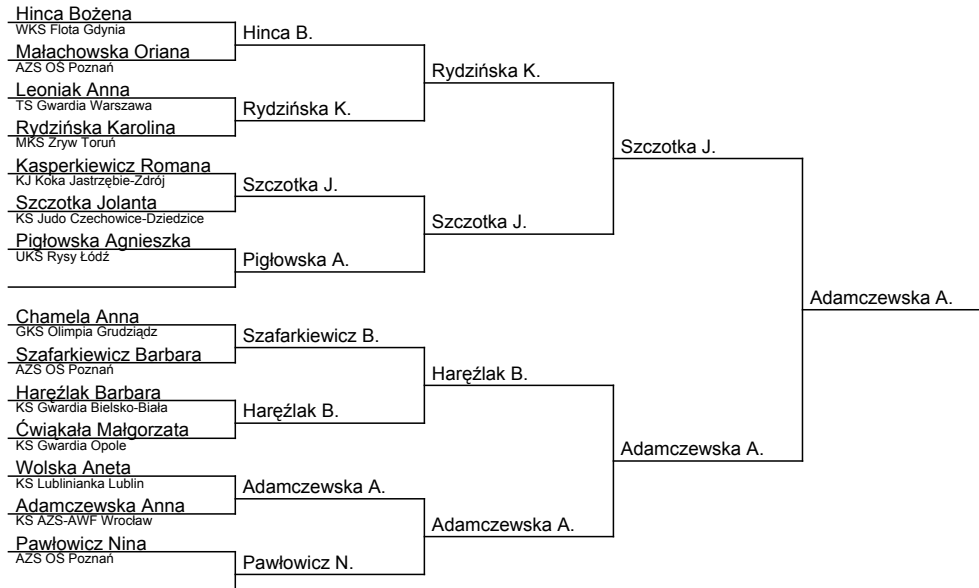 Hinca Bożena
WKS Flota Gdynia
Małachowska Oriana
AZS OŚ Poznań
Leoniak Anna
TS Gwardia Warszawa
Rydzińska Karolina
MKS Zryw Toruń
Kasperkiewicz Romana
KJ Koka Jastrzębie-Zdrój
Szczotka Jolanta
KS Judo Czechowice-Dziedzice
Pigłowska Agnieszka
UKS Rysy Łódź
Chamela Anna
GKS Olimpia Grudziądz
Szafarkiewicz Barbara
AZS OŚ Poznań
Haręźlak Barbara
KS Gwardia Bielsko-Biała
Ćwiąkała Małgorzata
KS Gwardia Opole
Wolska Aneta
KS Lublinianka Lublin
Adamczewska Anna
KS AZS-AWF Wrocław
Pawłowicz Nina
AZS OŚ Poznań
Hinca B.
Rydzińska K.
Szczotka J.
Pigłowska A.
Szafarkiewicz B.
Haręźlak B.
Adamczewska A.
Pawłowicz N.
Rydzińska K.
Szczotka J.
Haręźlak B.
Adamczewska A.
Szczotka J.
Adamczewska A.
Adamczewska A.